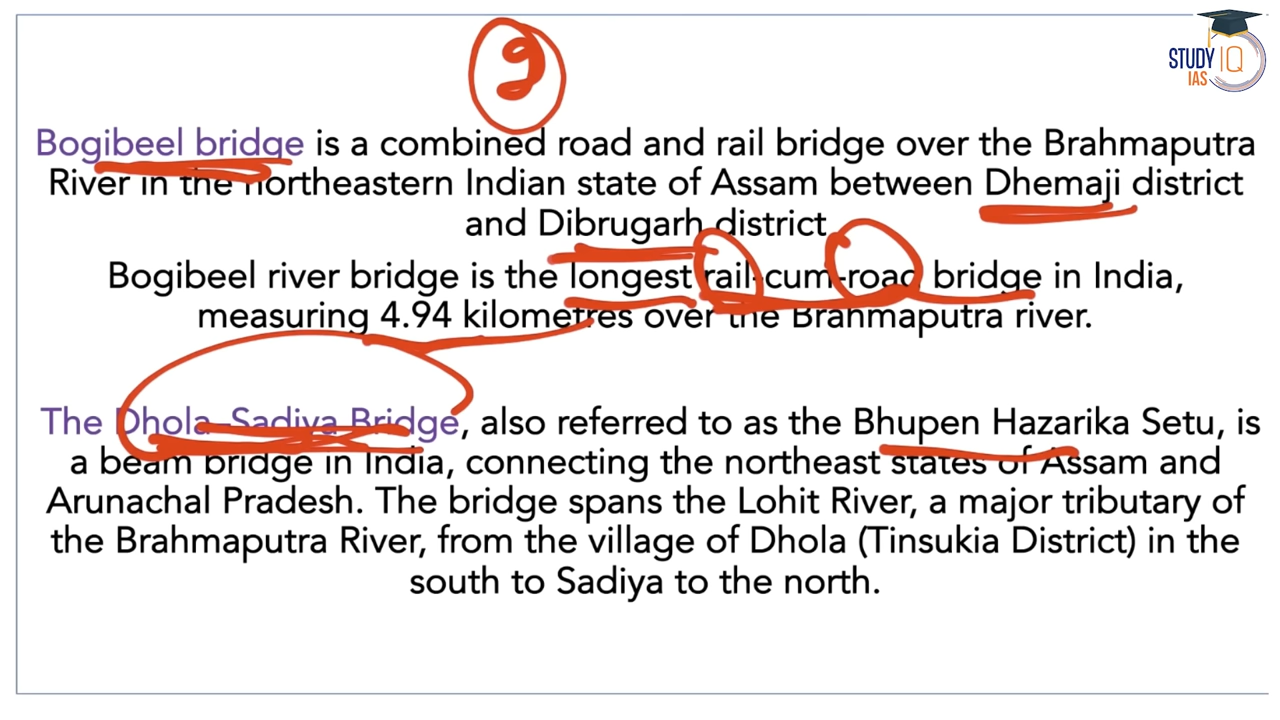 STUDY IQ
IAS
Bogibeel bridge is a combined road and rail bridge over the Brahmaputra
River in the northeastern Indian state of Assam between Dhemaji district
and Dibrugarh district
Bogibeel river bridge is the longest rail-cum-road bridge in India,
measuring 4.94 kilometres over the Brahmaputra river.
The Dhola–Sadiya Bridge, also referred to as the Bhupen Hazarika Setu, is
a beam bridge in India, connecting the northeast states of Assam and
Arunachal Pradesh. The bridge spans the Lohit River, a major tributary of
the Brahmaputra River, from the village of Dhola (Tinsukia District) in the
south to Sadiya to the north.